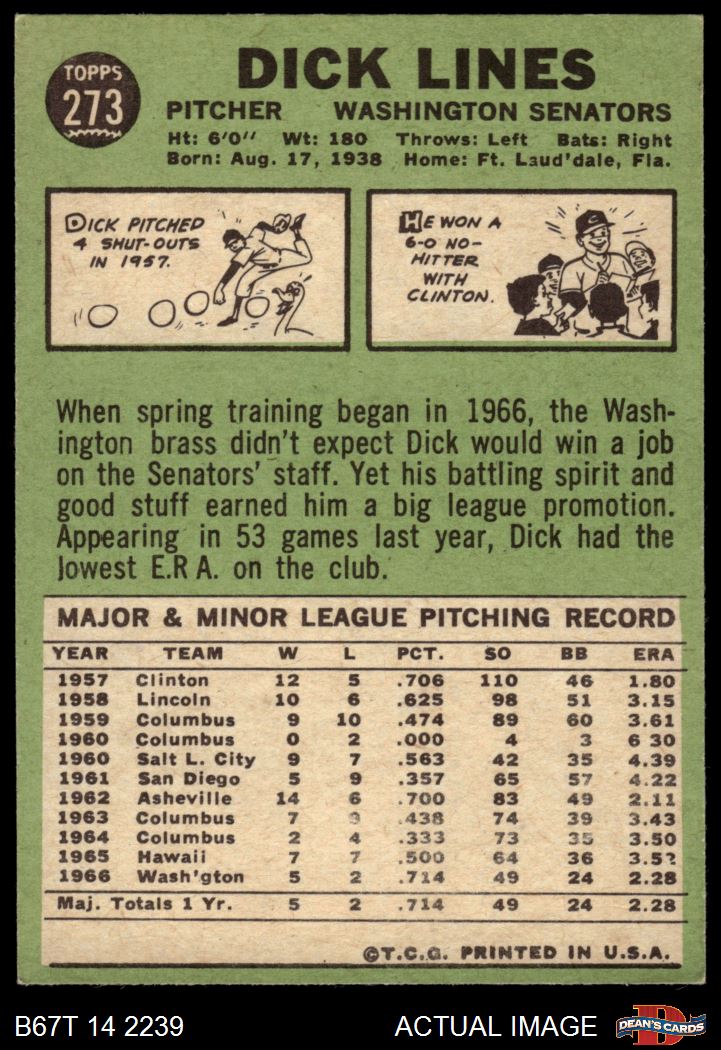 TOPPS
273
DICK LINES
PITCHER WASHINGTON SENATORS
Ht: 6'0" Wt: 180 Throws: Left Bats: Right
Born: Aug. 17, 1938 Home: Ft. Laud'dale, Fla.
DICK PITCHED
4 SHUT-OUTS
IN 1957.
HE WON A
6-0 NO-
HITTER
WITH
CLINTON.
When spring training began in 1966, the Wash-
ington brass didn't expect Dick would win a job
on the Senators' staff. Yet his battling spirit and
good stuff earned him a big league promotion.
Appearing in 53 games last year, Dick had the
lowest E.R A. on the club.
MAJOR & MINOR LEAGUE PITCHING RECORD
YEAR TEAM W L PCT. SO BB ERA
1957 Clinton 12 5 .706 110 46 1.80
1958 Lincoln 10 6 .625 98 51 3.15
1959 Columbus 9 10 .474 89 60 3.61
1960 Columbus 0 2 .000 4 3 6 30
1960 Salt L. City 9 7 .563 42 35 4.39
1961 San Diego 5 9 .357 65 57 4.22
1962 Asheville 14 6 .700 83 49 2.11
1963 Columbus 7 9 .438 74 39 3.43
1964 Columbus 2 4 .333 73 35 3.50
1965 Hawaii 7 7 .500 64 36
1966 Wash'gton 5 2 .714 49 24 2.28
Maj. Totals 1 Yr. 5 2 .714 49 24 2.28
©T.C.G. PRINTED IN U.S.A.
B67T 14 2239 ACTUAL IMAGE
D
DEAN'S CARDS